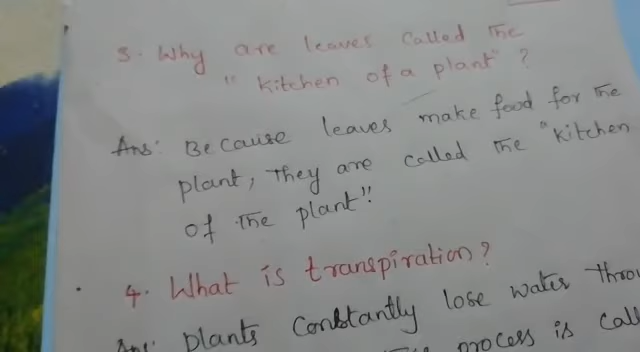 3. Why are leaves called the
" kitchen of a plant" ?
Ans: Because leaves make food for the
plant, They are called the "kitchen
of the plant".
4. What is transpiration?
Ans: Plants constantly lose water
process is